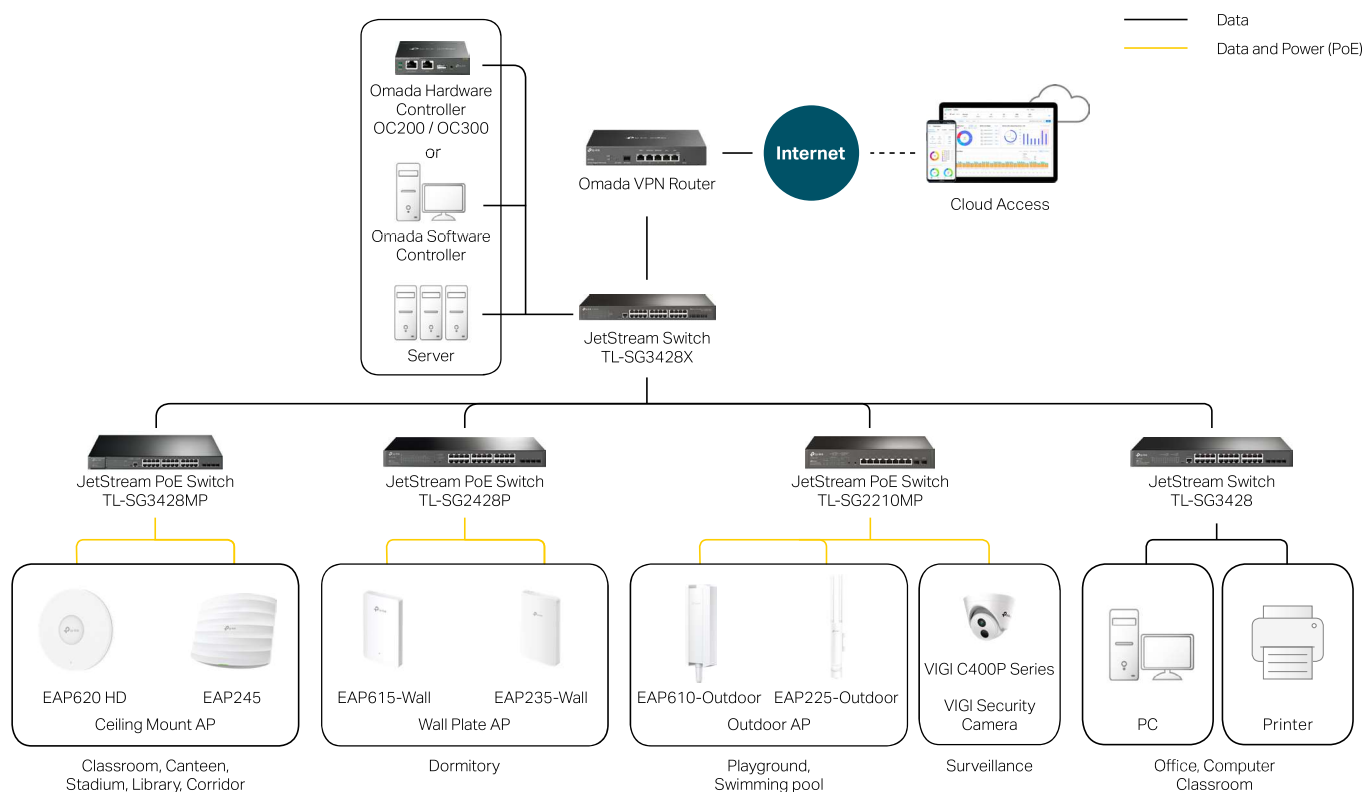 Data
Data and Power (PoE)
Omada Hardware
Controller
OC200 / OC300
or
Omada Software
Controller
Server
Omada VPN Router
Internet
Cloud Access
JetStream Switch
TL-SG3428X
JetStream PoE Switch
TL-SG3428MP
JetStream PoE Switch
TL-SG2428P
JetStream PoE Switch
TL-SG2210MP
JetStream Switch
TL-SG3428
EAP620 HD
EAP245
Ceiling Mount AP
Classroom, Canteen,
Stadium, Library, Corridor
EAP615-Wall
EAP235-Wall
Wall Plate AP
Dormitory
EAP610-Outdoor
EAP225-Outdoor
Outdoor AP
Playground,
Swimming pool
VIGI C400P Series
VIGI Security
Camera
Surveillance
PC
Printer
Office, Computer
Classroom